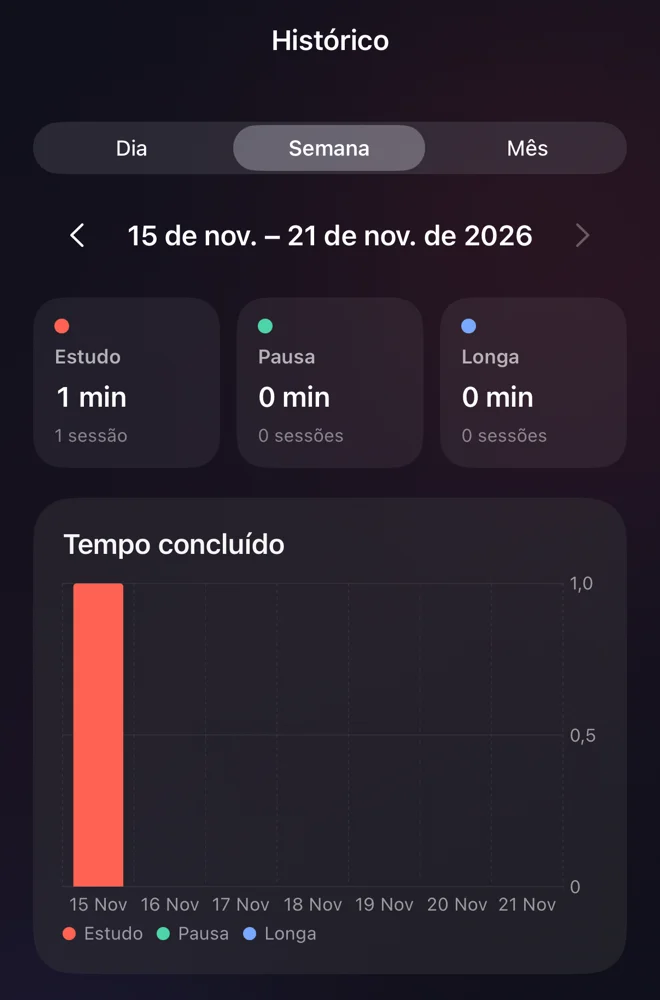 Histórico
Dia Semana Mês
15 de nov. – 21 de nov. de 2026
Estudo Pausa Longa
1 min 0 min 0 min
1 sessão 0 sessões 0 sessões
Tempo concluído
1,0
0,5
0
15 Nov 16 Nov 17 Nov 18 Nov 19 Nov 20 Nov 21 Nov
Estudo Pausa Longa